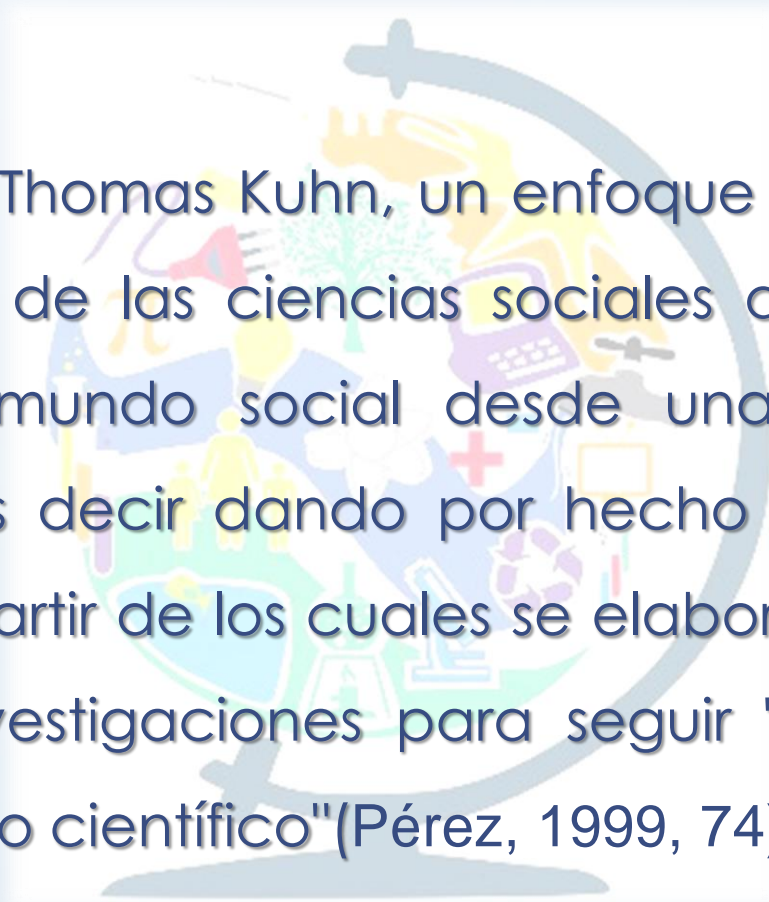 Thomas Kuhn, un enfoque
de las ciencias sociales
mundo social desde una
decir dando por hecho
artir de los cuales se elabor
vestigaciones para seguir "
o científico"(Pérez, 1999, 74)